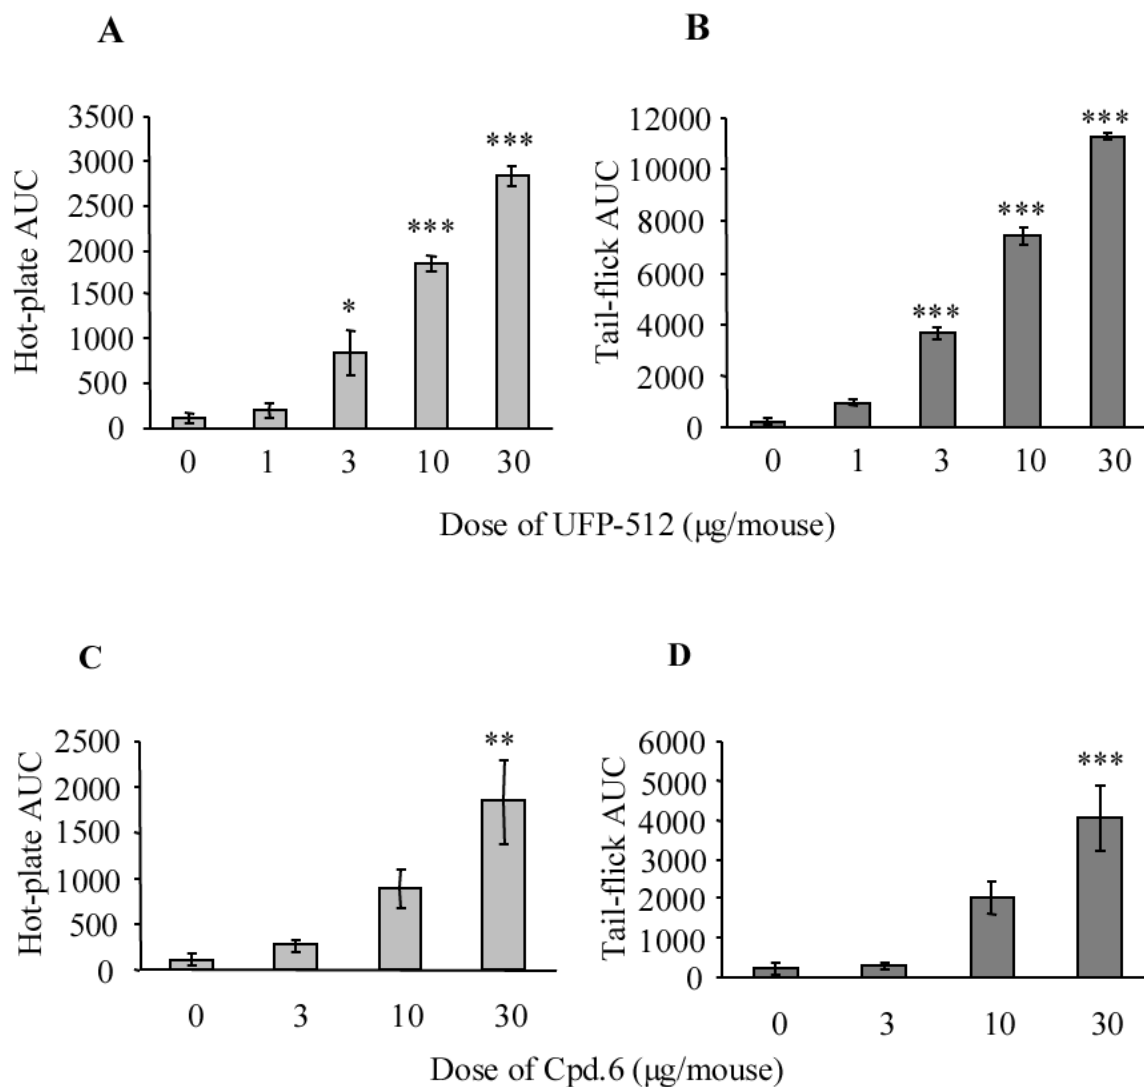 A
B
Hot-plate AUC
3500
3000
2500
2000
1500
1000
500
0
***
***
*
0 1 3 10 30
Tail-flick AUC
12000
10000
8000
6000
4000
2000
0
***
***
***
0 1 3 10 30
Dose of UFP-512 (μg/mouse)
C
D
Hot-plate AUC
2500
2000
1500
1000
500
0
**
0 3 10 30
Tail-flick AUC
6000
5000
4000
3000
2000
1000
0
***
0 3 10 30
Dose of Cpd.6 (μg/mouse)